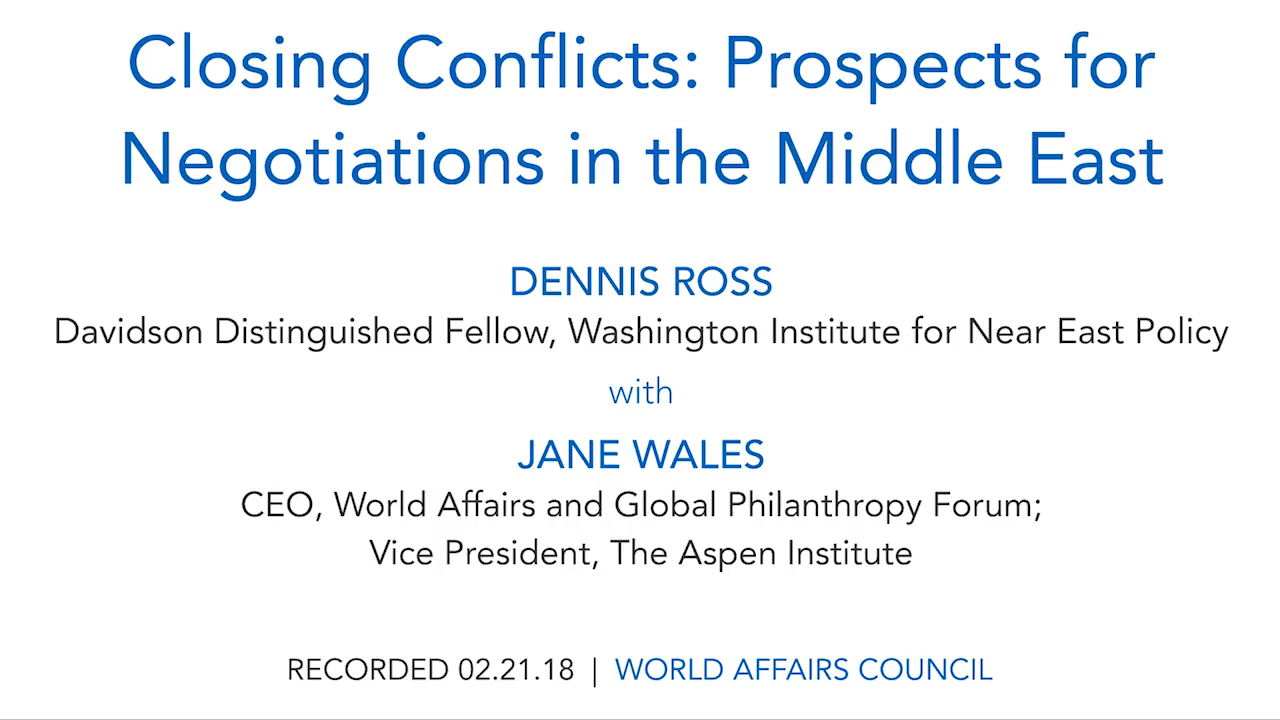 Closing Conflicts: Prospects for
Negotiations in the Middle East
DENNIS ROSS
Davidson Distinguished Fellow, Washington Institute for Near East Policy
with
JANE WALES
CEO, World Affairs and Global Philanthropy Forum;
Vice President, The Aspen Institute
RECORDED 02.21.18 | WORLD AFFAIRS COUNCIL